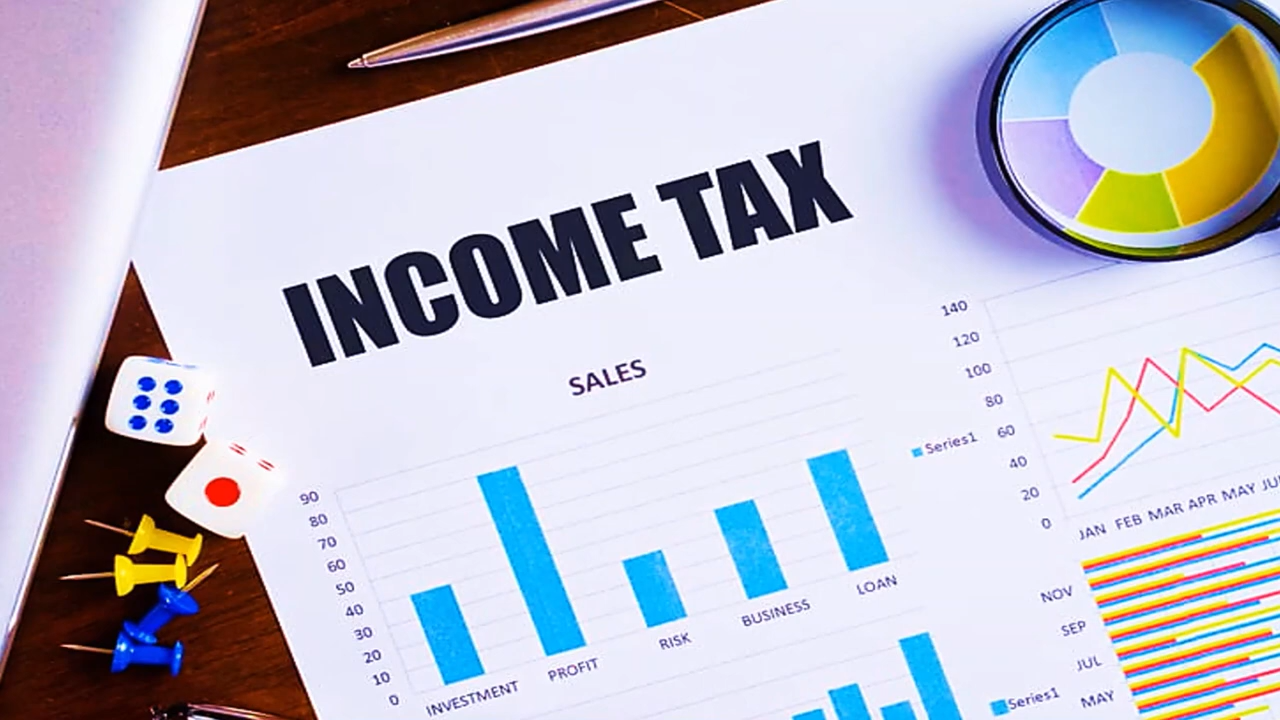 INCOME TAX
SALES
90
80
70
60
50
40
30
20
10
0
INVESTMENT PROFIT RISK BUSINESS LOAN
Series1
140
120
100
80
60
40
20
0
JAN FEB MAR APR MAY
NOV
SEP
JUL
MAY
Series1